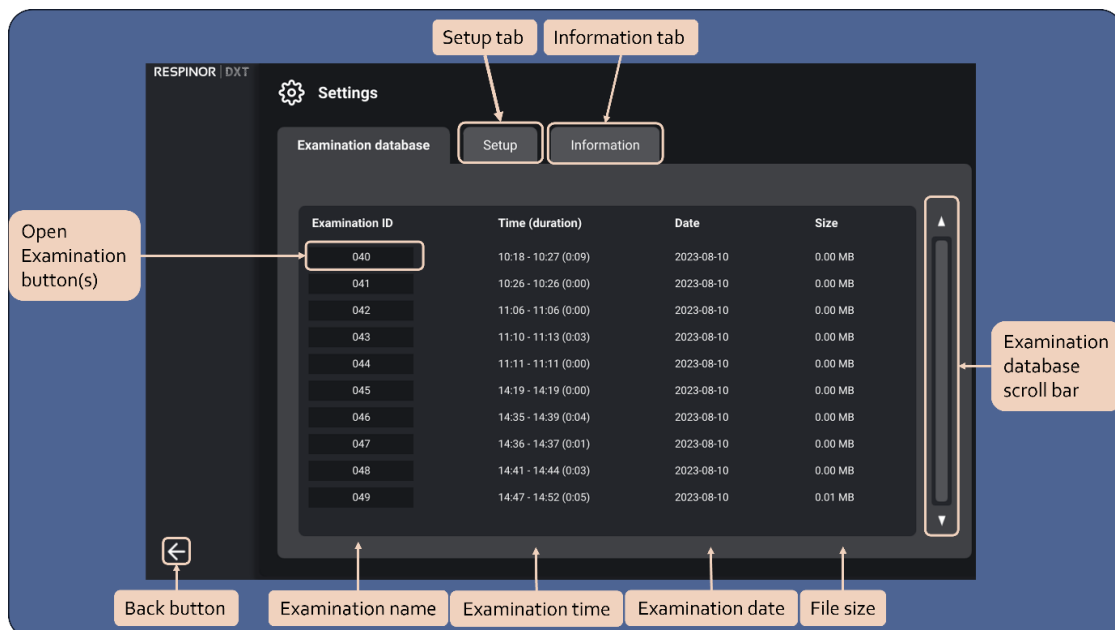 Setup tab
Information tab
RESPINOR | DXT
Settings
Examination database
Setup
Information
Examination ID Time (duration) Date Size
040 10:18 - 10:27 (0:09) 2023-08-10 0.00 MB
041 10:26 - 10:26 (0:00) 2023-08-10 0.00 MB
042 11:06 - 11:06 (0:00) 2023-08-10 0.00 MB
043 11:10 - 11:13 (0:03) 2023-08-10 0.00 MB
044 11:11 - 11:11 (0:00) 2023-08-10 0.00 MB
045 14:19 - 14:19 (0:00) 2023-08-10 0.00 MB
046 14:35 - 14:39 (0:04) 2023-08-10 0.00 MB
047 14:36 - 14:37 (0:01) 2023-08-10 0.00 MB
048 14:41 - 14:44 (0:03) 2023-08-10 0.00 MB
049 14:47 - 14:52 (0:05) 2023-08-10 0.01 MB
Open
Examination
button(s)
Examination
database
scroll bar
Back button
Examination name
Examination time
Examination date
File size